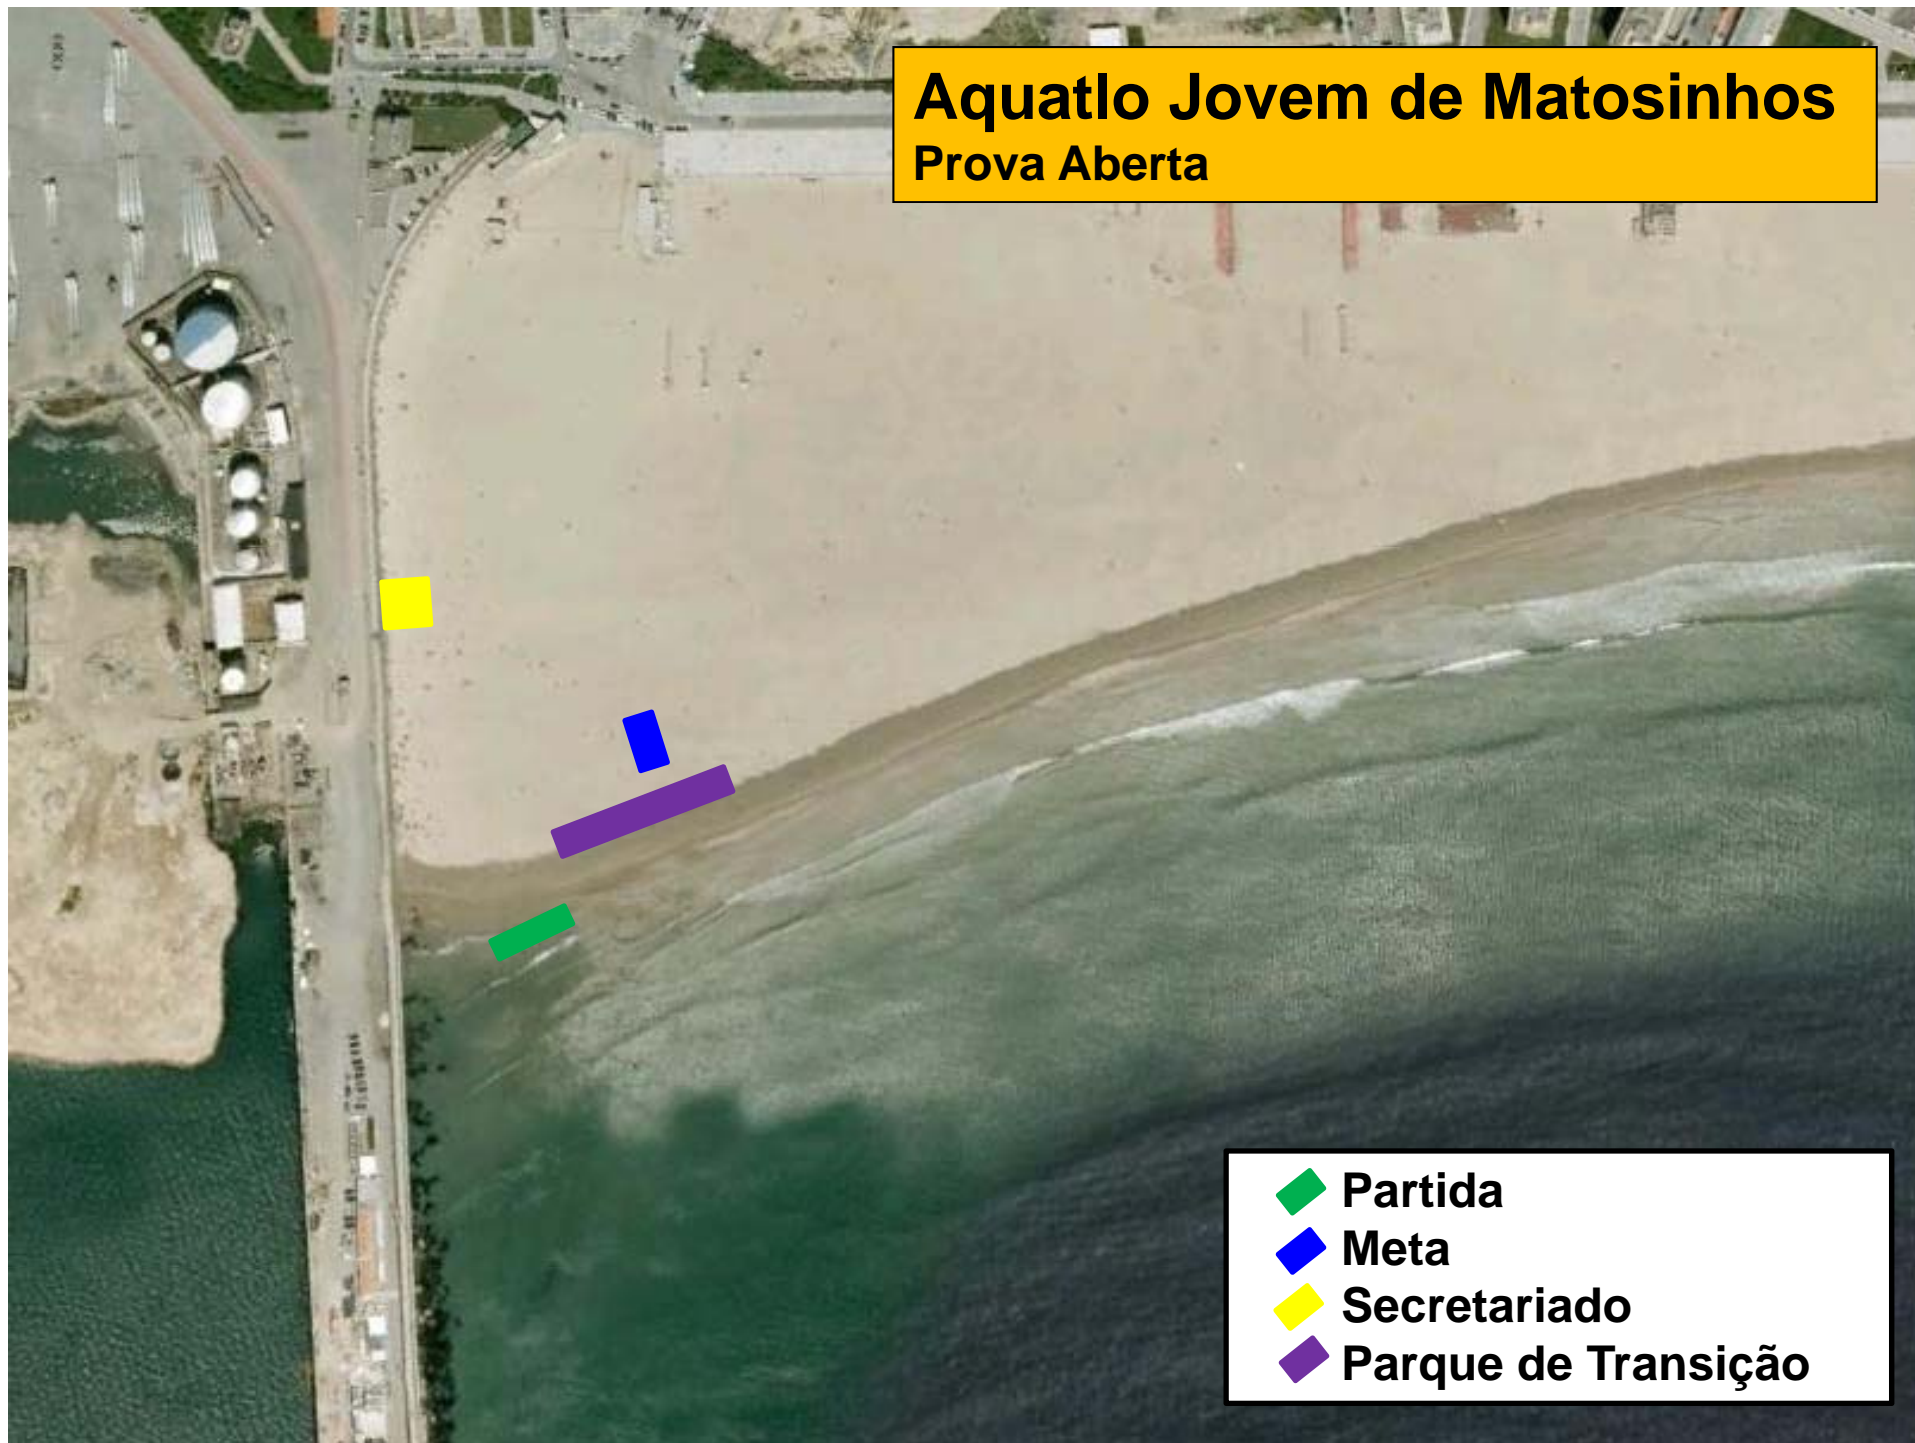 Aquatlo Jovem de Matosinhos
Prova Aberta
Partida
Meta
Secretariado
Parque de Transição